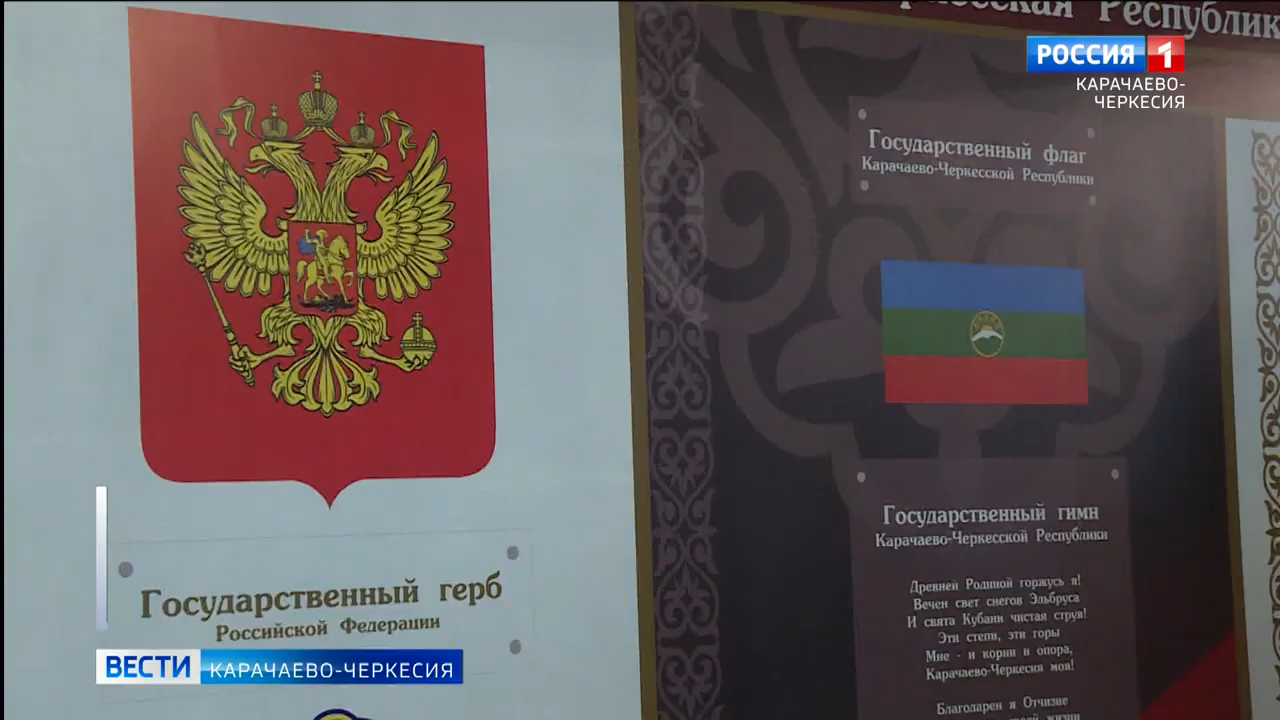 Государственный герб
Российской Федерации
Республики
Государственный флаг
Карачаево-Черкесской Республики
Государственный гимн
Карачаево-Черкесской Республики
Древней Родиной горжусь я!
Вечен свет снегов Эльбруса
И свята Кубани чистая струя!
Эти степи, эти горы
Мне - и корни и опора,
Карачаево-Черкесия моя!
Благодарен я Отчизне
РОССИЯ 1
КАРАЧАЕВО-
ЧЕРКЕСИЯ
ВЕСТИ КАРАЧАЕВО-ЧЕРКЕСИЯ